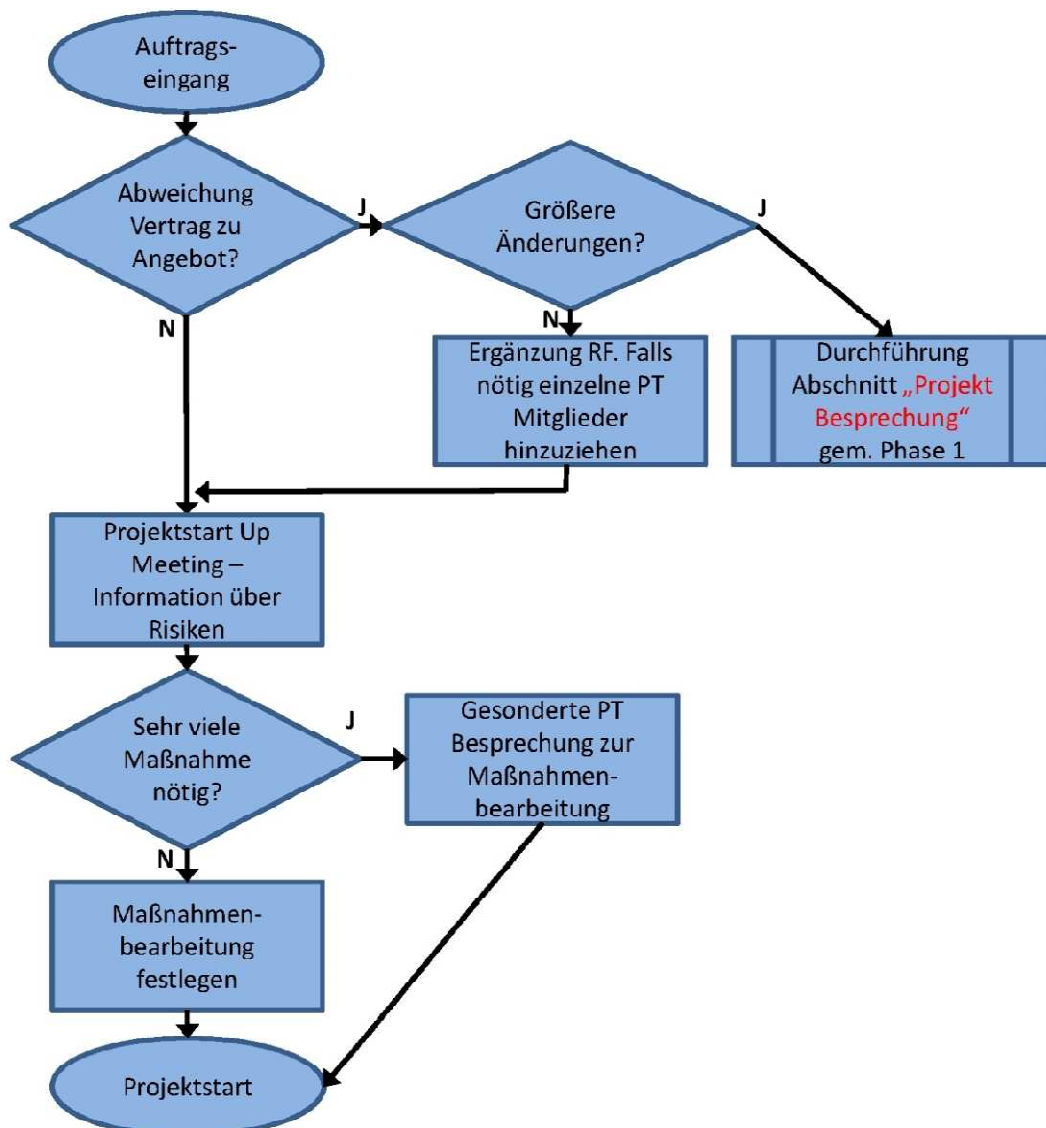 Auftrags-
eingang
Abweichung
Vertrag zu
Angebot?
J
Größere
Änderungen?
J
N
N
Ergänzung RF. Falls
nötig einzelne PT
Mitglieder
hinzuziehen
Durchführung
Abschnitt „Projekt
Besprechung“
gem. Phase 1
Projektstart Up
Meeting –
Information über
Risiken
Sehr viele
Maßnahme
nötig?
J
Gesonderte PT
Besprechung zur
Maßnahmen-
bearbeitung
N
Maßnahmen-
bearbeitung
festlegen
Projektstart